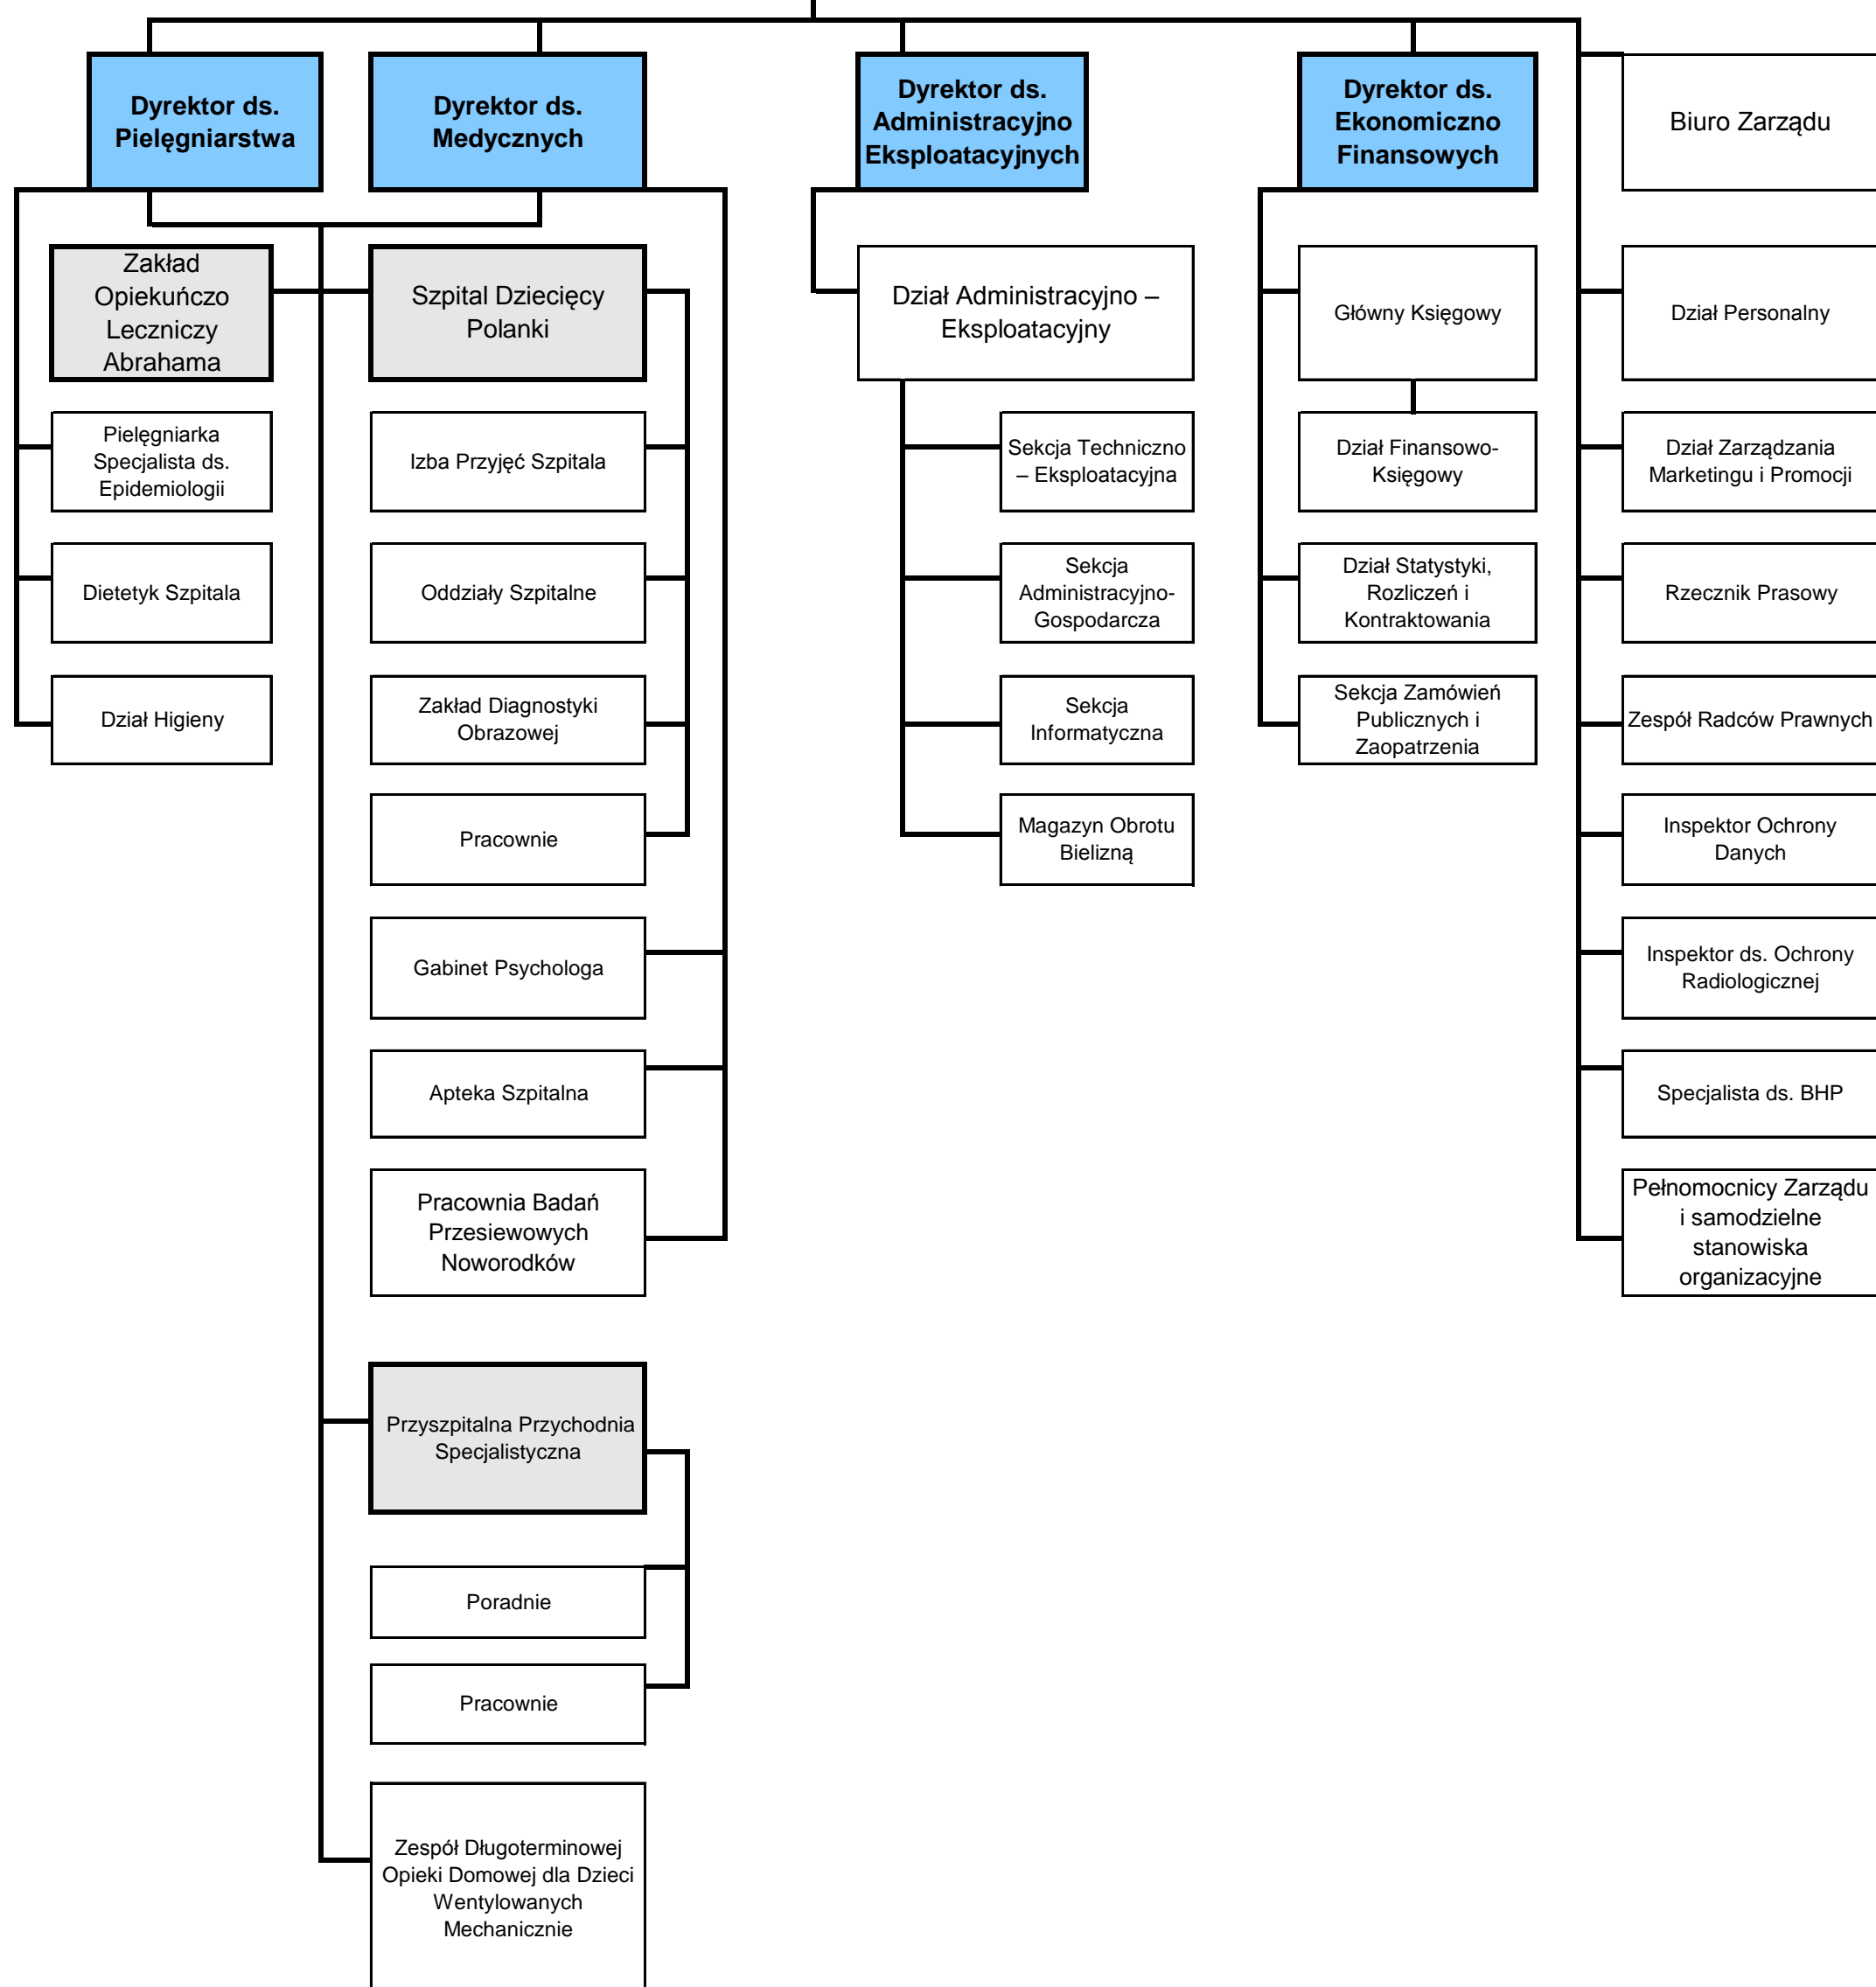 Dyrektor ds.
Pielęgniarstwa
Dyrektor ds.
Medycznych
Dyrektor ds.
Administracyjno
Eksploatacyjnych
Dyrektor ds.
Ekonomiczno
Finansowych
Biuro Zarządu
Zakład
Opiekuńczo
Leczniczy
Abrahama
Szpital Dziecięcy
Polanki
Dział Administracyjno –
Eksploatacyjny
Główny Księgowy
Dział Personalny
Pielęgniarka
Specjalista ds.
Epidemiologii
Izba Przyjęć Szpitala
Sekcja Techniczno
– Eksploatacyjna
Dział Finansowo-
Księgowy
Dział Zarządzania
Marketingu i Promocji
Dietetyk Szpitala
Oddziały Szpitalne
Sekcja
Administracyjno-
Gospodarcza
Dział Statystyki,
Rozliczeń i
Kontraktowania
Rzecznik Prasowy
Dział Higieny
Zakład Diagnostyki
Obrazowej
Sekcja
Informatyczna
Sekcja Zamówień
Publicznych i
Zaopatrzenia
Zespół Radców Prawnych
Pracownie
Magazyn Obrotu
Bielizną
Inspektor Ochrony
Danych
Gabinet Psychologa
Inspektor ds. Ochrony
Radiologicznej
Apteka Szpitalna
Specjalista ds. BHP
Pracownia Badań
Przesiewowych
Noworodków
Pełnomocnicy Zarządu
i samodzielne
stanowiska
organizacyjne
Przyszpitalna Przychodnia
Specjalistyczna
Poradnie
Pracownie
Zespół Długoterminowej
Opieki Domowej dla Dzieci
Wentylowanych
Mechanicznie